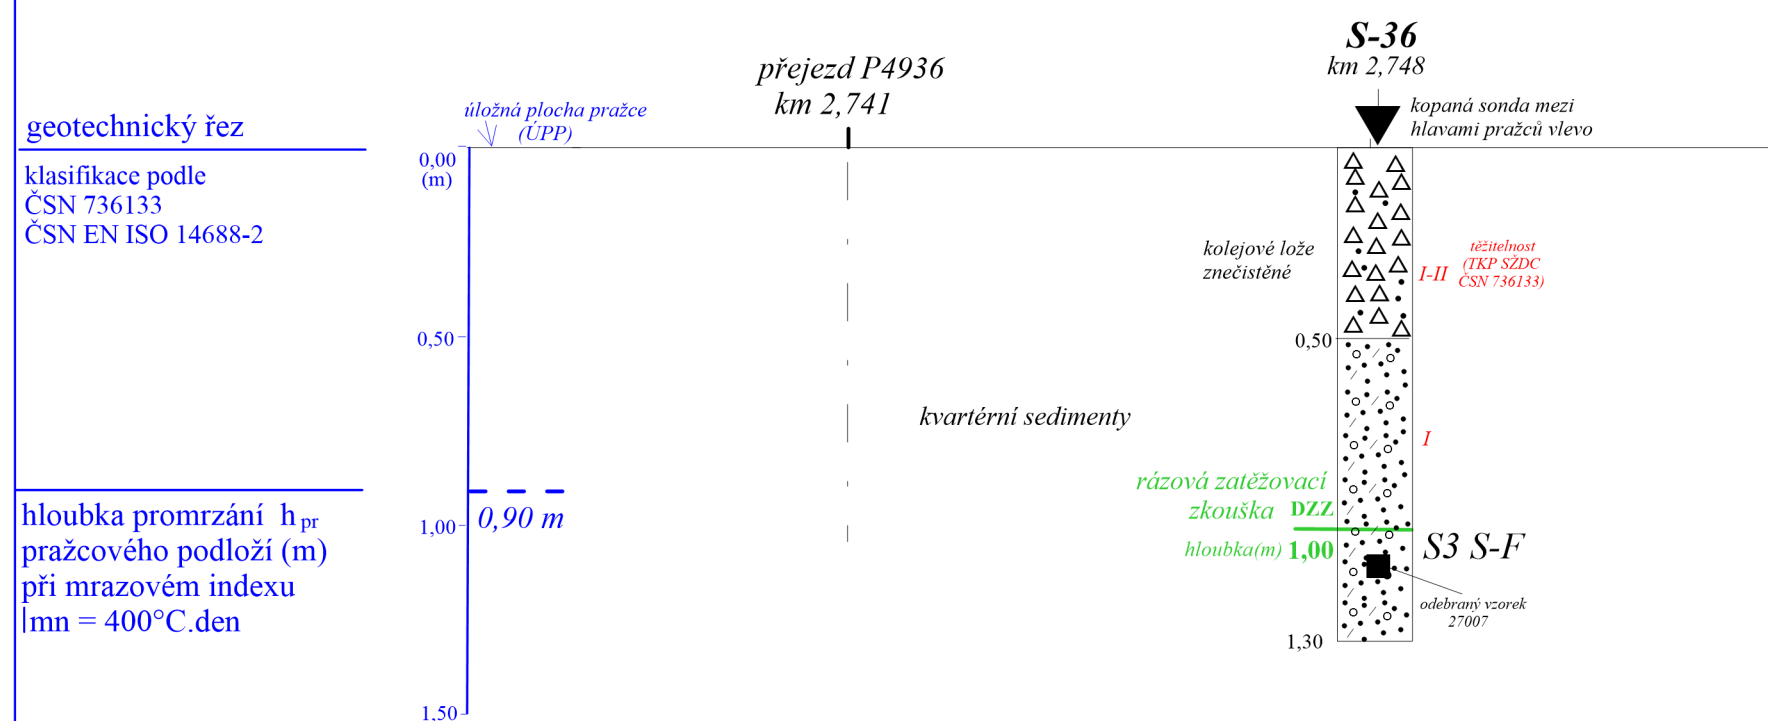 geotechnický řez
klasifikace podle
ČSN 736133
ČSN EN ISO 14688-2
hloubka promrzání h pr
pražcového podloží (m)
při mrazovém indexu
Imn = 400°C.den
úložná plocha pražce
(ÚPP)
0,00
(m)
0,50
0,90 m
1,00
1,50
přejezd P4936
km 2,741
kvartérní sedimenty
S-36
km 2,748
kopaná sonda mezi
hlavami pražců vlevo
kolejové lože
znečistěné
I-II
těžitelnost
(TKP SŽDC
ČSN 736133)
0,50
I
rázová zatěžovací
zkouška DZZ
hloubka(m) 1,00
S3 S-F
odebraný vzorek
27007
1,30